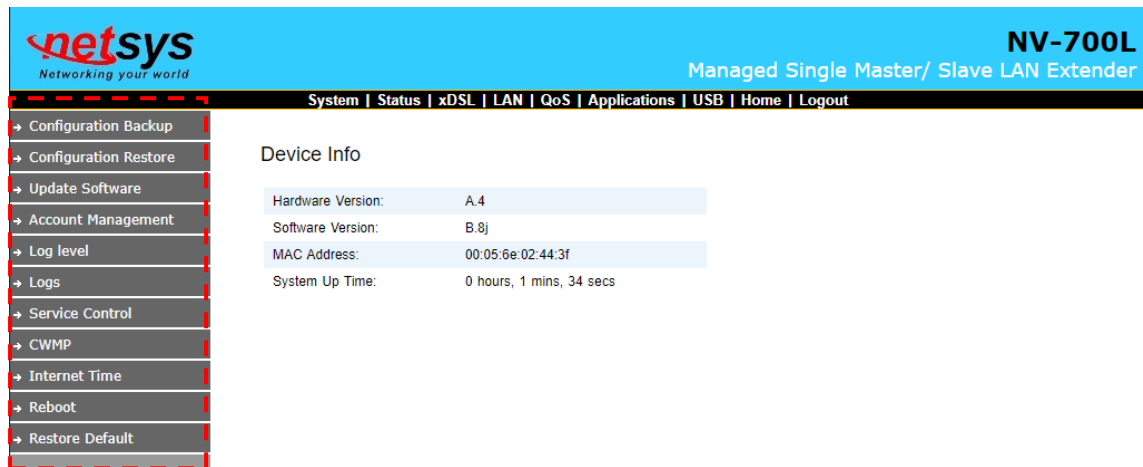 netsys
Networking your world
NV-700L
Managed Single Master/ Slave LAN Extender
System | Status | xDSL | LAN | QoS | Applications | USB | Home | Logout
→ Configuration Backup
→ Configuration Restore
→ Update Software
→ Account Management
→ Log level
→ Logs
→ Service Control
→ CWMP
→ Internet Time
→ Reboot
→ Restore Default
Device Info
Hardware Version: A.4
Software Version: B.8j
MAC Address: 00:05:6e:02:44:3f
System Up Time: 0 hours, 1 mins, 34 secs